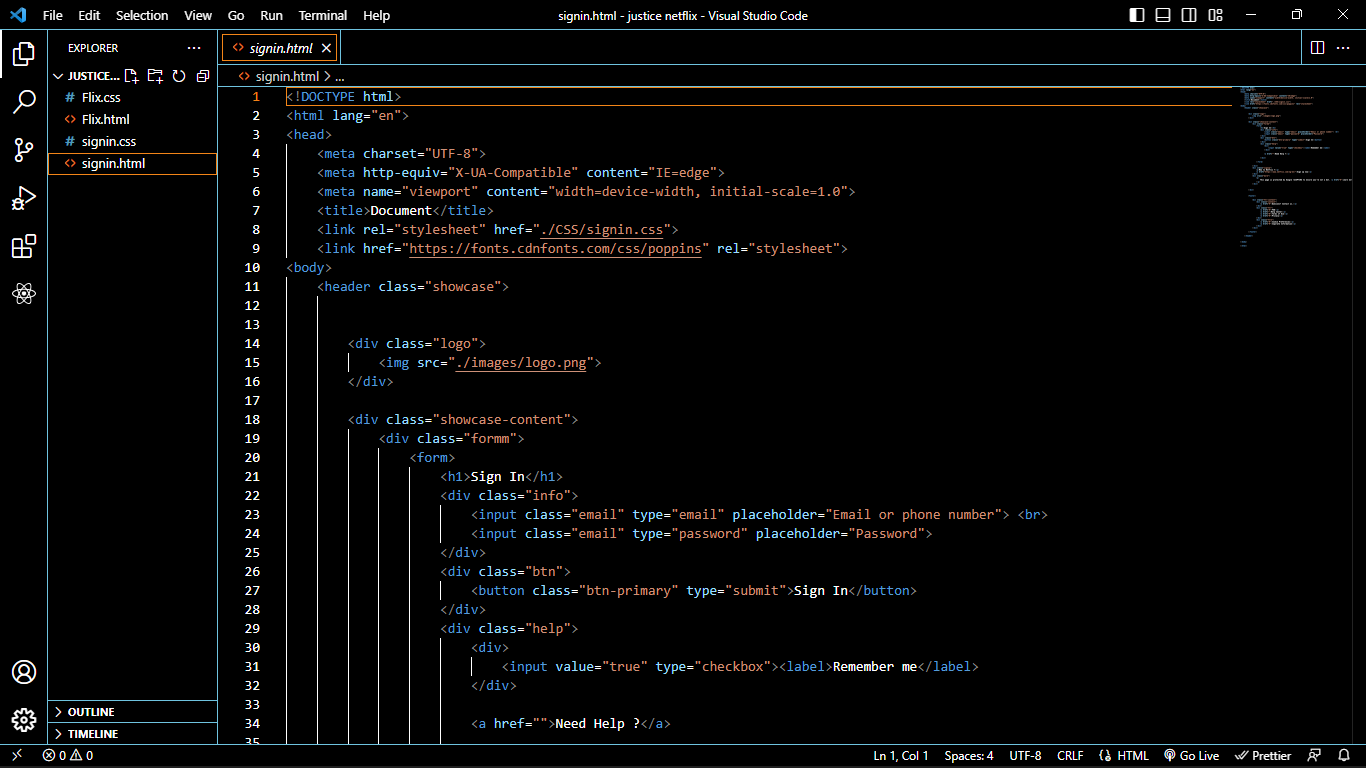 File Edit Selection View Go Run Terminal Help signin.html - justice netflix - Visual Studio Code
EXPLORER
JUSTICE...
# Flix.css
<> Flix.html
# signin.css
<> signin.html
OUTLINE
TIMELINE
<> signin.html ×
<> signin.html > ...
1 <!DOCTYPE html>
2 <html lang="en">
3 <head>
4 <meta charset="UTF-8">
5 <meta http-equiv="X-UA-Compatible" content="IE=edge">
6 <meta name="viewport" content="width=device-width, initial-scale=1.0">
7 <title>Document</title>
8 <link rel="stylesheet" href="./CSS/signin.css">
9 <link href="https://fonts.cdnfonts.com/css/poppins" rel="stylesheet">
10 <body>
11 <header class="showcase">
12
13
14 <div class="logo">
15 <img src="./images/logo.png">
16 </div>
17
18 <div class="showcase-content">
19 <div class="formm">
20 <form>
21 <h1>Sign In</h1>
22 <div class="info">
23 <input class="email" type="email" placeholder="Email or phone number"> <br>
24 <input class="email" type="password" placeholder="Password">
25 </div>
26 <div class="btn">
27 <button class="btn-primary" type="submit">Sign In</button>
28 </div>
29 <div class="help">
30 <div>
31 <input value="true" type="checkbox"><label>Remember me</label>
32 </div>
33
34 <a href="">Need Help ?</a>
35
0 0 Ln 1, Col 1 Spaces: 4 UTF-8 CRLF HTML Go Live Prettier